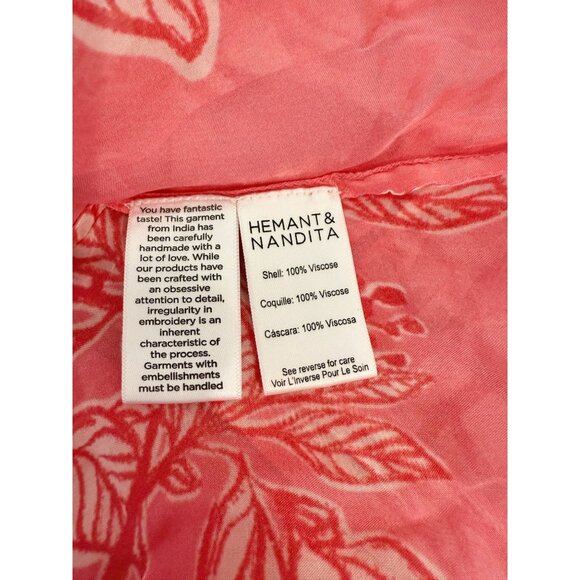 You have fantastic
taste! This garment
from India has
been carefully
handmade with a
lot of love. While
our products have
been crafted with
an obsessive
attention to detail,
irregularity in
embroidery is an
inherent
characteristic of
the process.
Garments with
embellishments
must be handled
HEMANT &
NANDITA
Shell: 100% Viscose
Coquille: 100% Viscose
Cáscara: 100% Viscosa
See reverse for care
Voir L'Inverse Pour Le Soin